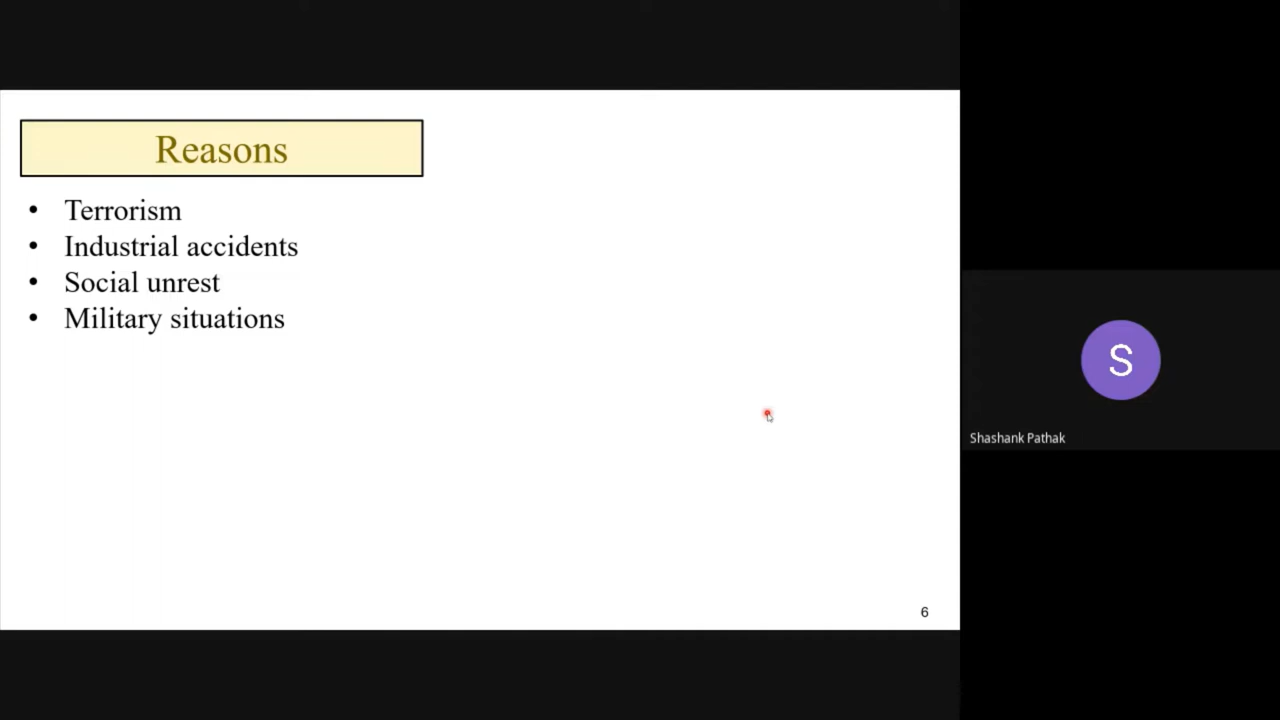 Reasons
• Terrorism
• Industrial accidents
• Social unrest
• Military situations
6
S
Shashank Pathak